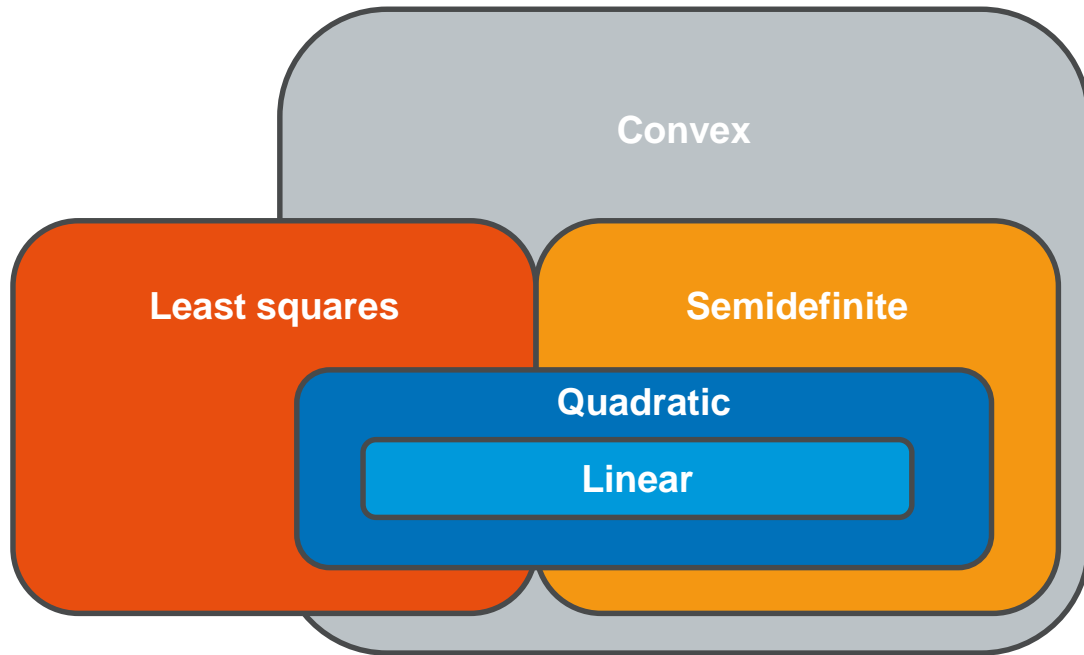 Convex
Least squares
Semidefinite
Quadratic
Linear